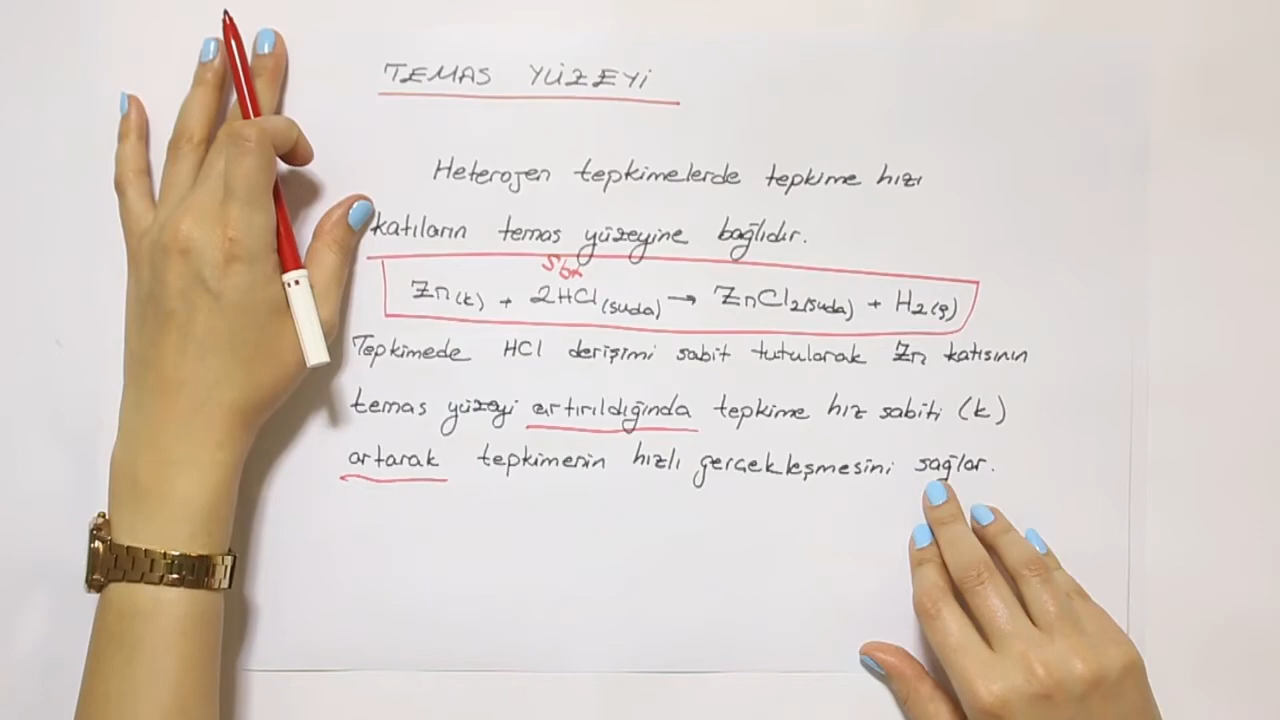 TEMAS YÜZEYİ
Heterojen tepkimelerde tepkime hızı
katıların temas yüzeyine bağlıdır.
Sbt
Zn(k) + 2HCl(suda) → ZnCl2(suda) + H2(g)
Tepkimede HCl derişimi sabit tutularak Zn katısının
temas yüzeyi artırıldığında tepkime hız sabiti (k)
artarak tepkimenin hızlı gerçekleşmesini sağlar.